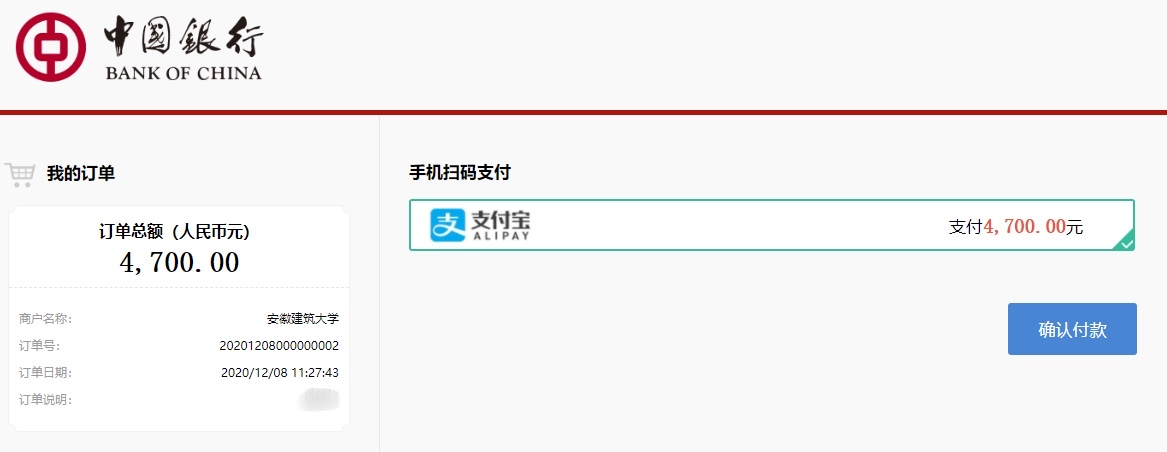 中國銀行
BANK OF CHINA
我的订单
订单总额（人民币元）
4,700.00
商户名称： 安徽建筑大学
订单号： 20201208000000002
订单日期： 2020/12/08 11:27:43
订单说明：
手机扫码支付
支 支付宝 支付4,700.00元
ALIPAY
确认付款